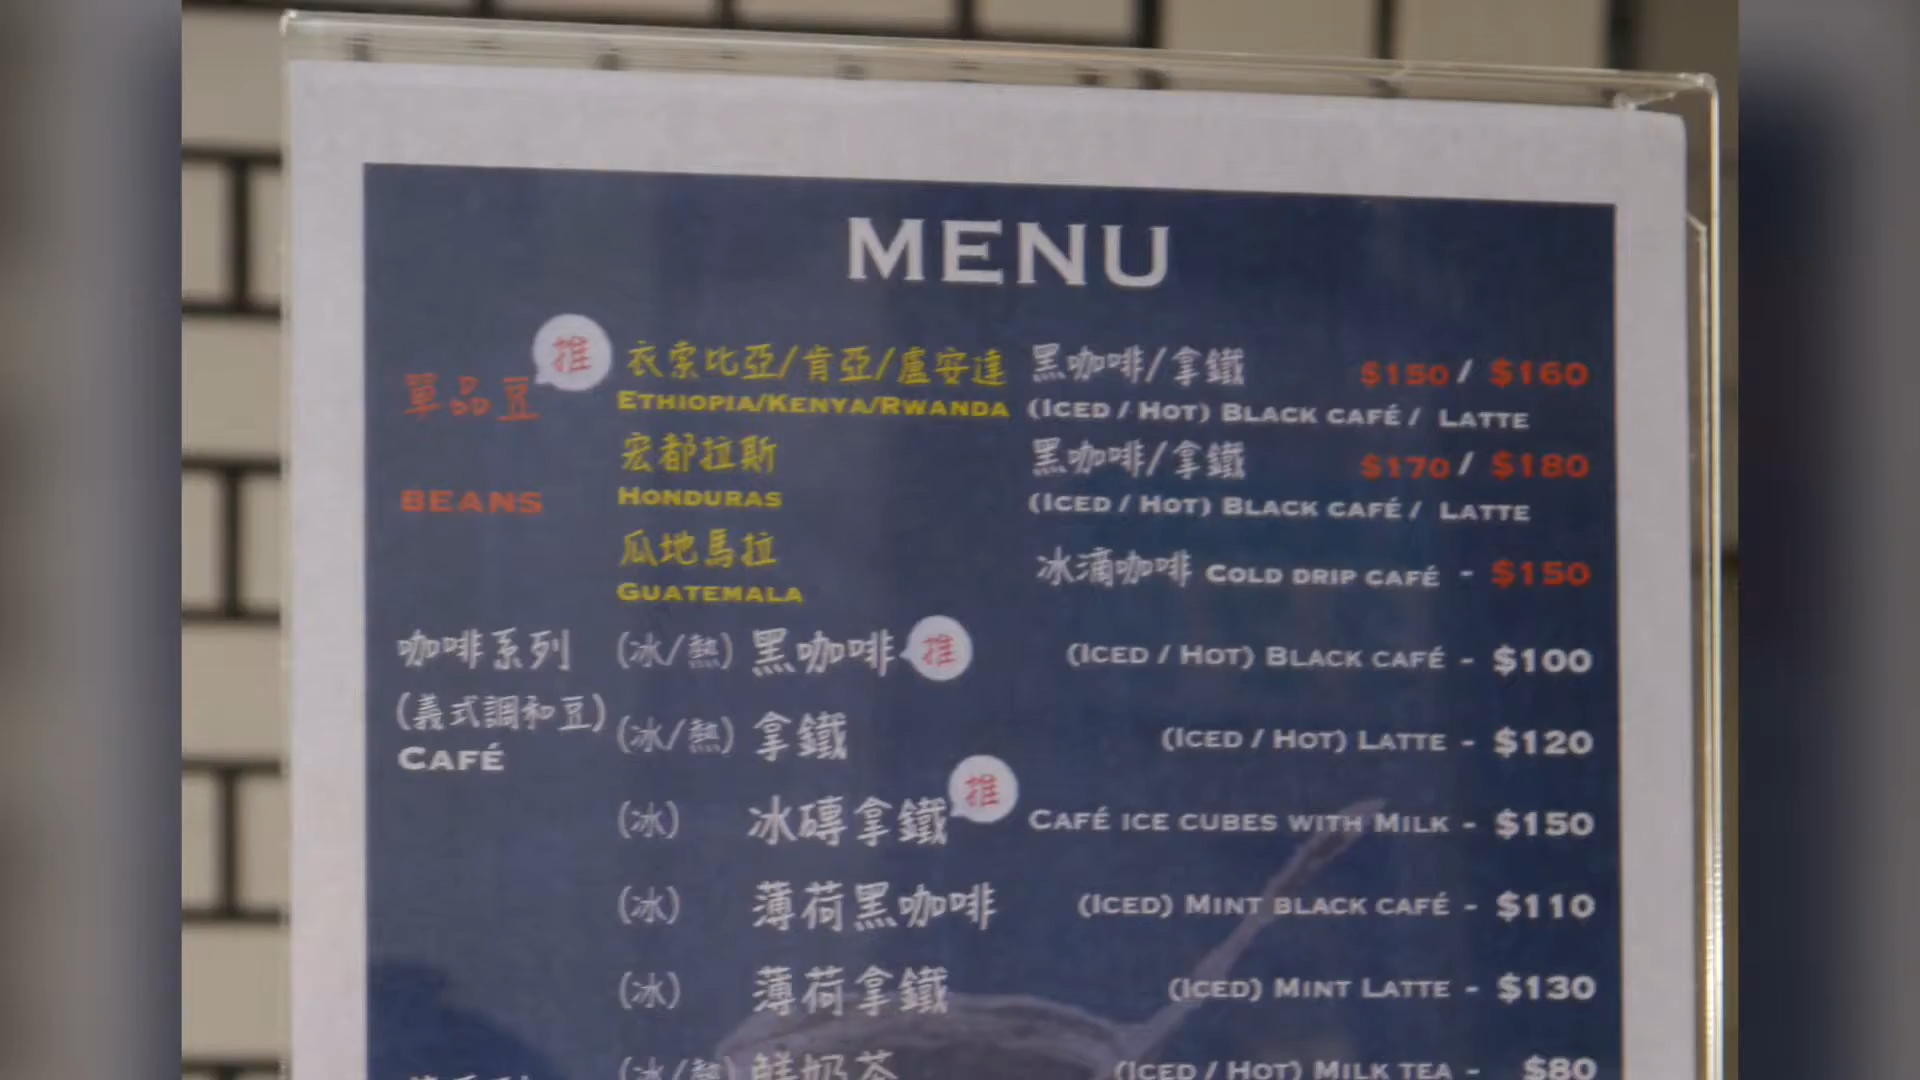 MENU
推
單品豆
BEANS
衣索比亞/肯亞/盧安達 黑咖啡/拿鐵 $150 / $160
ETHIOPIA/KENYA/RWANDA (ICED / HOT) BLACK CAFÉ / LATTE
宏都拉斯 黑咖啡/拿鐵 $170 / $180
HONDURAS (ICED / HOT) BLACK CAFÉ / LATTE
瓜地馬拉 冰滴咖啡 COLD DRIP CAFÉ - $150
GUATEMALA
咖啡系列 (冰/熱) 黑咖啡 推 (ICED / HOT) BLACK CAFÉ - $100
(義式調和豆)
CAFÉ
(冰/熱) 拿鐵 (ICED / HOT) LATTE - $120
(冰) 冰磚拿鐵 推 CAFÉ ICE CUBES WITH MILK - $150
(冰) 薄荷黑咖啡 (ICED) MINT BLACK CAFÉ - $110
(冰) 薄荷拿鐵 (ICED) MINT LATTE - $130
(冰/熱) 鮮奶茶 (ICED / HOT) MILK TEA - $80